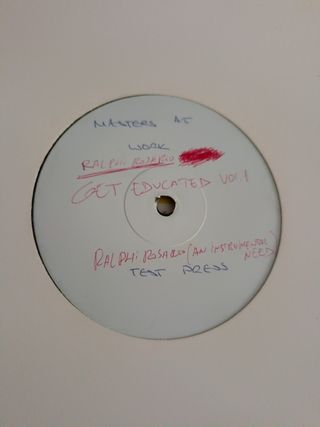 MASTERS AT
WORK
RALPHi ROSARIO
GET EDUCATED VOl 1
RALPHi ROSARIO (AN INSTRUMENTAL
NEED)
TEST PRESS